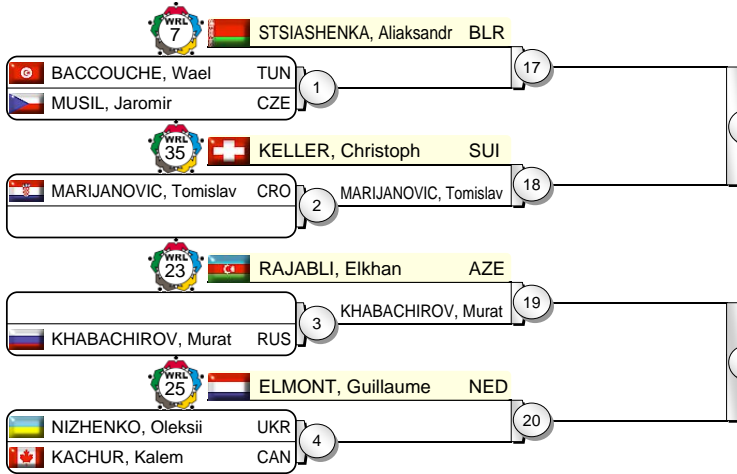 WRL
7
STSIASHENKA, Aliaksandr BLR
17
BACCOUCHE, Wael TUN
1
MUSIL, Jaromir CZE
WRL
35
KELLER, Christoph SUI
18
MARIJANOVIC, Tomislav CRO
2
MARIJANOVIC, Tomislav
WRL
23
RAJABLI, Elkhan AZE
19
3
KHABACHIROV, Murat
KHABACHIROV, Murat RUS
WRL
25
ELMONT, Guillaume NED
20
NIZHENKO, Oleksii UKR
4
KACHUR, Kalem CAN